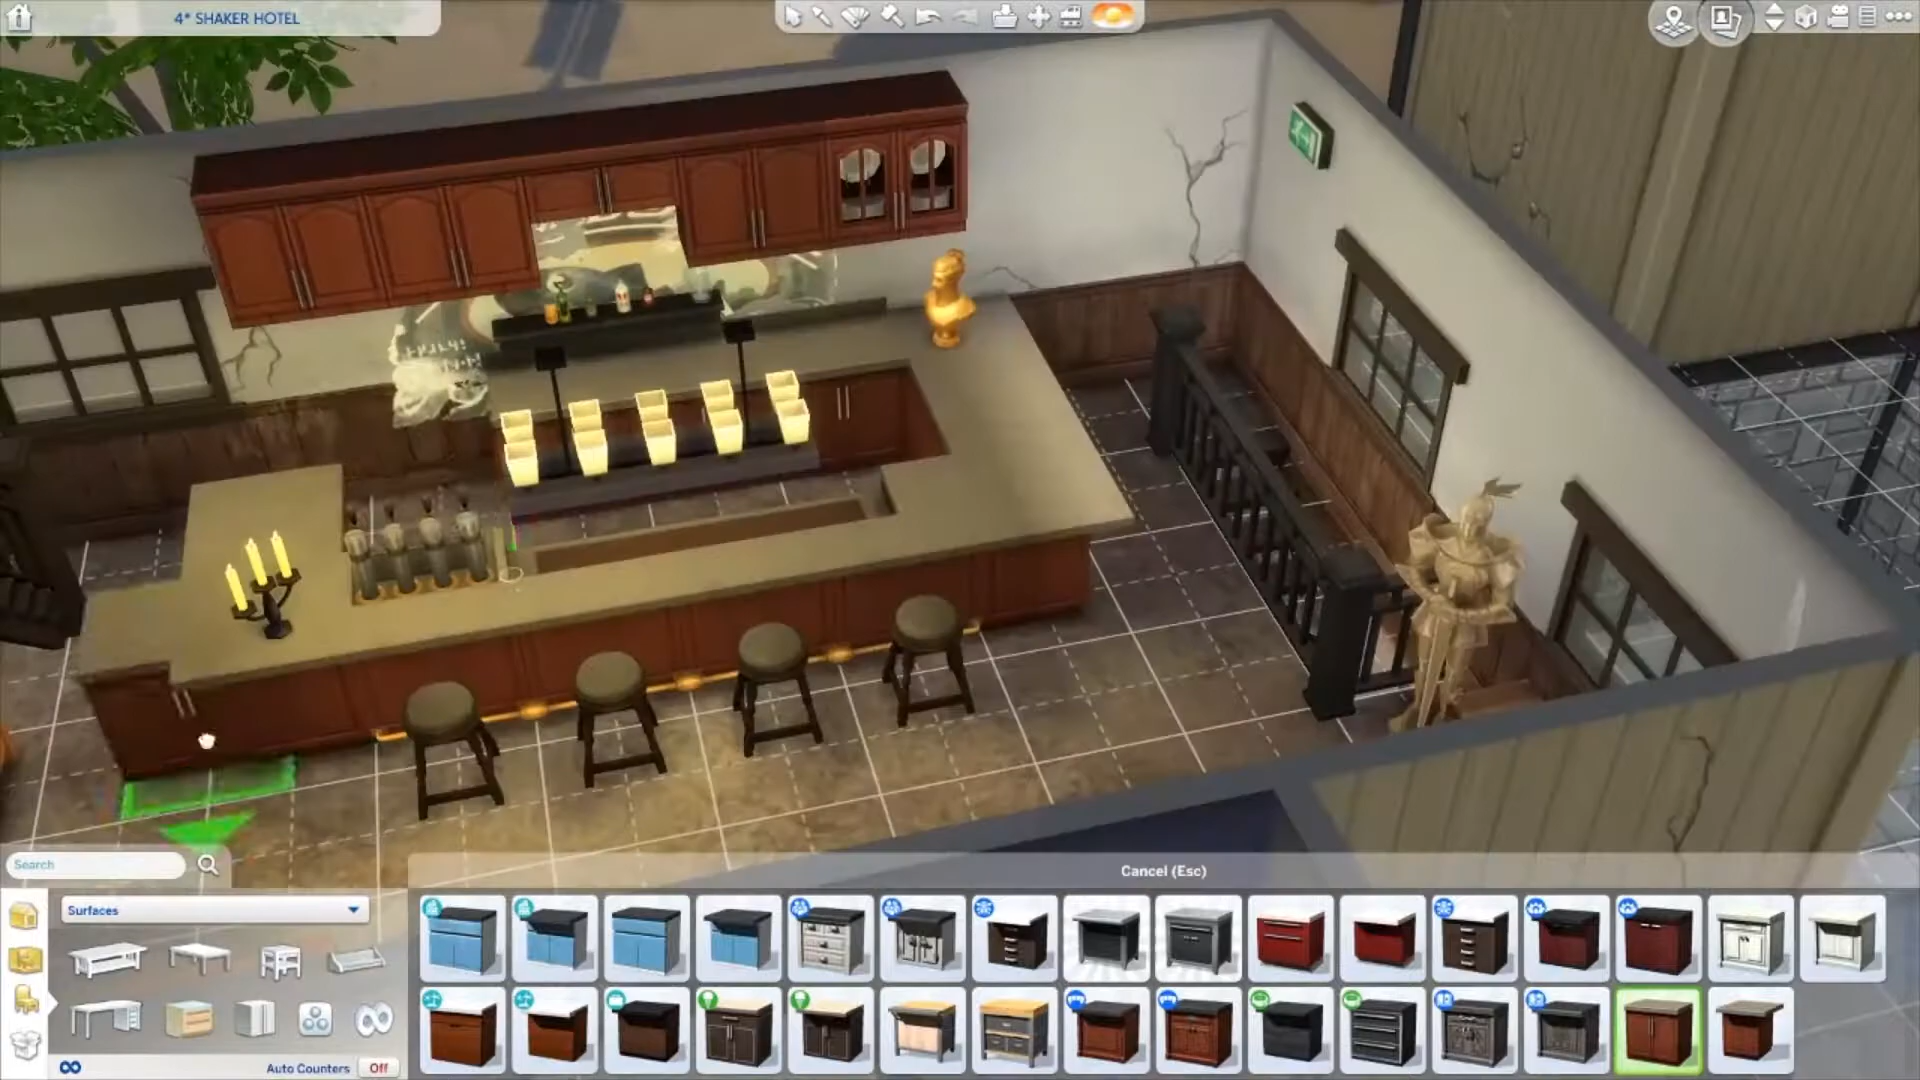 4* SHAKER HOTEL
Search
Cancel (Esc)
Surfaces
Auto Counters
Off